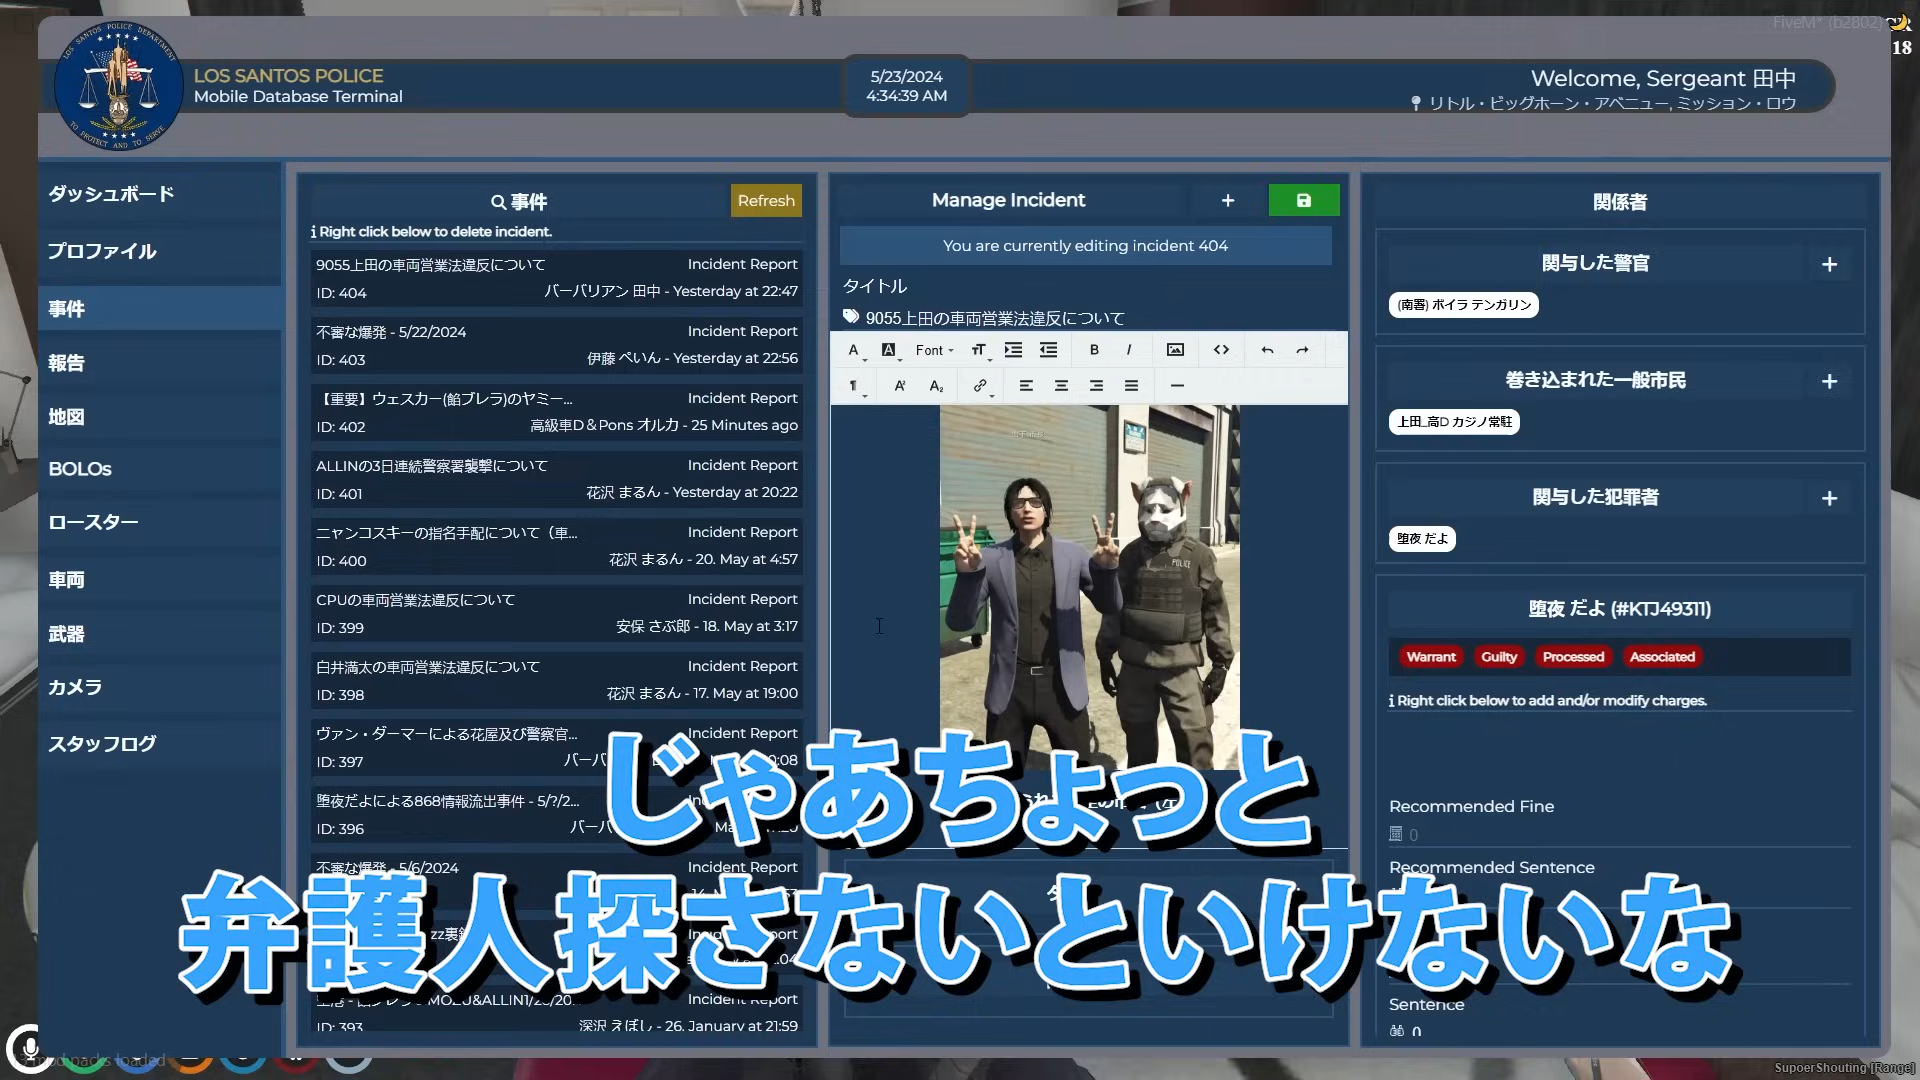 FiveM* (b2802)
18
LOS SANTOS POLICE DEPARTMENT
TO PROTECT AND TO SERVE
LOS SANTOS POLICE
Mobile Database Terminal
5/23/2024
4:34:39 AM
Welcome, Sergeant 田中
リトル・ビッグホーン・アベニュー, ミッション・ロウ
ダッシュボード
プロファイル
事件
報告
地図
BOLOs
ロースター
車両
武器
カメラ
スタッフログ
事件
Refresh
Right click below to delete incident.
9055上田の車両営業法違反について Incident Report
ID: 404 バーバリアン 田中 - Yesterday at 22:47
不審な爆発 - 5/22/2024 Incident Report
ID: 403 伊藤 ぺいん - Yesterday at 22:56
【重要】ウェスカー(餡ブレラ)のヤミー... Incident Report
ID: 402 高級車D＆Pons オルカ - 25 Minutes ago
ALLINの3日連続警察署襲撃について Incident Report
ID: 401 花沢 まるん - Yesterday at 20:22
ニャンコスキーの指名手配について（車... Incident Report
ID: 400 花沢 まるん - 20. May at 4:57
CPUの車両営業法違反について Incident Report
ID: 399 安保 さぶ郎 - 18. May at 3:17
白井満太の車両営業法違反について Incident Report
ID: 398 花沢 まるん - 17. May at 19:00
ヴァン・ダーマーによる花屋及び警察官... Incident Report
ID: 397
堕夜だよによる868情報流出事件 - 5/?/2...
ID: 396
不審な爆発 - 5/6/2024 Incident Report
Incident Report
ID: 393 深沢 えぼし - 26. January at 21:59
Manage Incident
You are currently editing incident 404
タイトル
9055上田の車両営業法違反について
Font
POLICE
関係者
関与した警官
(南署) ボイラ テンガリン
巻き込まれた一般市民
上田_高D カジノ常駐
関与した犯罪者
堕夜 だよ
堕夜 だよ (#KTJ49311)
Warrant Guilty Processed Associated
Right click below to add and/or modify charges.
Recommended Fine
0
Recommended Sentence
Sentence
0
じゃあちょっと
弁護人探さないといけないな
mod packs loaded
SupoerShouting [Range]